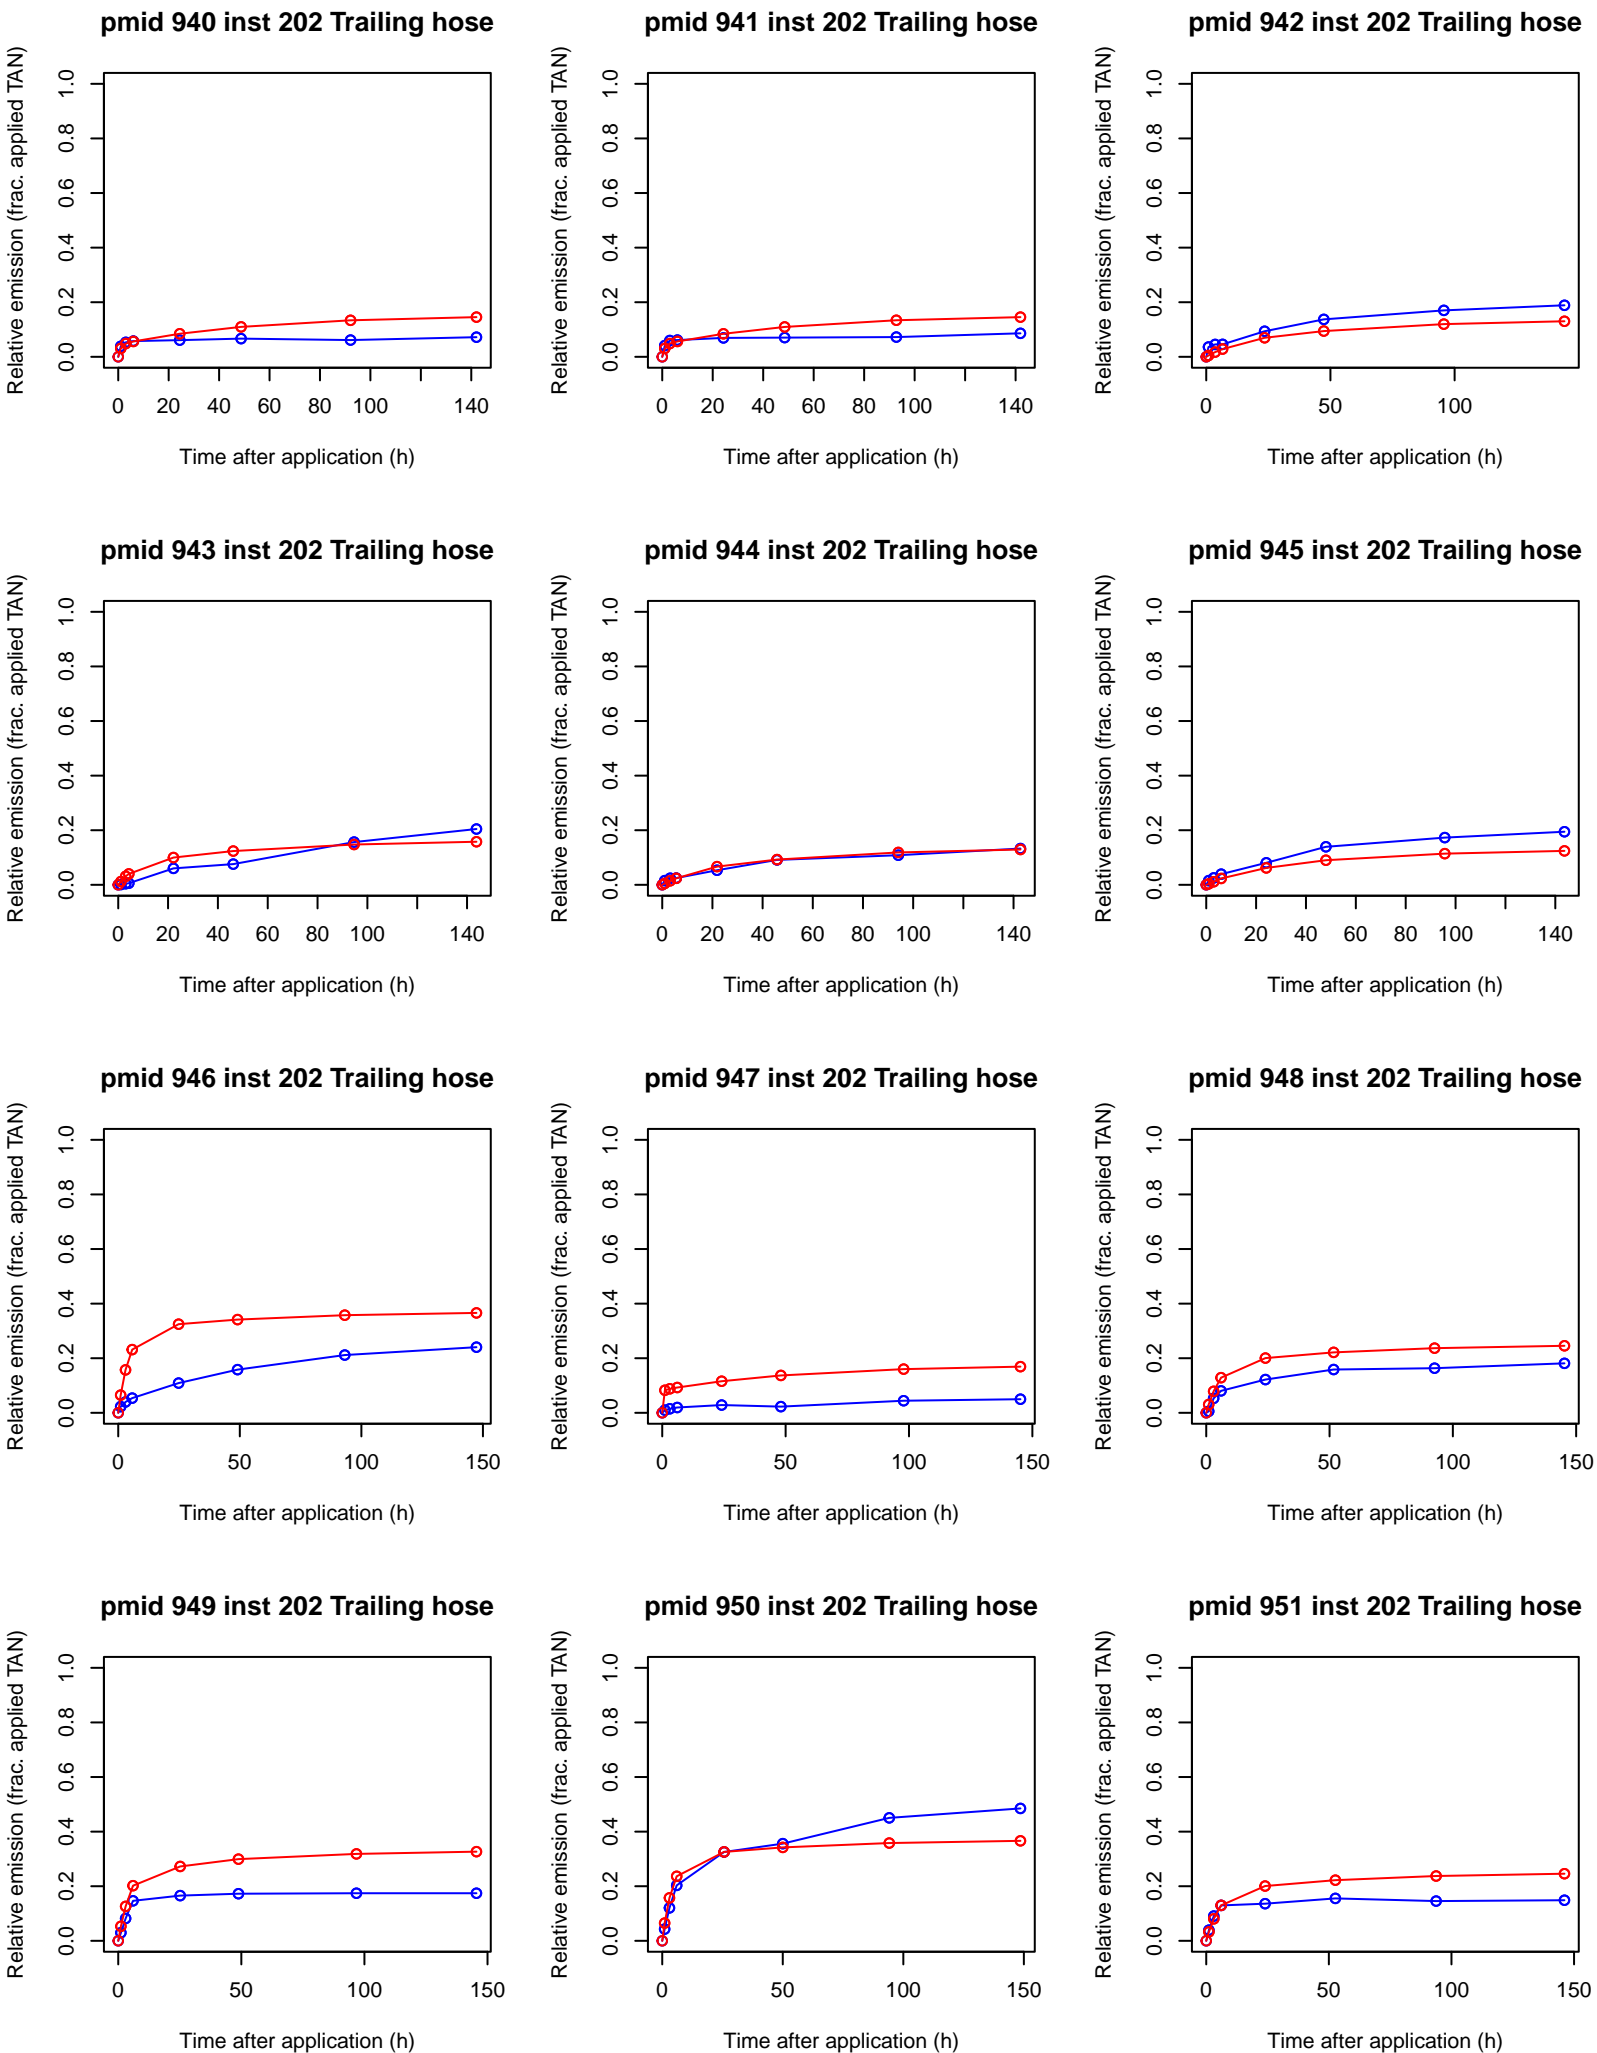 pmid 940 inst 202 Trailing hose
Relative emission (frac. applied TAN)
1.0
0.8
0.6
0.4
0.2
0.0
0 20 40 60 80 100 140
Time after application (h)
pmid 941 inst 202 Trailing hose
Relative emission (frac. applied TAN)
1.0
0.8
0.6
0.4
0.2
0.0
0 20 40 60 80 100 140
Time after application (h)
pmid 942 inst 202 Trailing hose
Relative emission (frac. applied TAN)
1.0
0.8
0.6
0.4
0.2
0.0
0 50 100
Time after application (h)
pmid 943 inst 202 Trailing hose
Relative emission (frac. applied TAN)
1.0
0.8
0.6
0.4
0.2
0.0
0 20 40 60 80 100 140
Time after application (h)
pmid 944 inst 202 Trailing hose
Relative emission (frac. applied TAN)
1.0
0.8
0.6
0.4
0.2
0.0
0 20 40 60 80 100 140
Time after application (h)
pmid 945 inst 202 Trailing hose
Relative emission (frac. applied TAN)
1.0
0.8
0.6
0.4
0.2
0.0
0 20 40 60 80 100 140
Time after application (h)
pmid 946 inst 202 Trailing hose
Relative emission (frac. applied TAN)
1.0
0.8
0.6
0.4
0.2
0.0
0 50 100 150
Time after application (h)
pmid 947 inst 202 Trailing hose
Relative emission (frac. applied TAN)
1.0
0.8
0.6
0.4
0.2
0.0
0 50 100 150
Time after application (h)
pmid 948 inst 202 Trailing hose
Relative emission (frac. applied TAN)
1.0
0.8
0.6
0.4
0.2
0.0
0 50 100 150
Time after application (h)
pmid 949 inst 202 Trailing hose
Relative emission (frac. applied TAN)
1.0
0.8
0.6
0.4
0.2
0.0
0 50 100 150
Time after application (h)
pmid 950 inst 202 Trailing hose
Relative emission (frac. applied TAN)
1.0
0.8
0.6
0.4
0.2
0.0
0 50 100 150
Time after application (h)
pmid 951 inst 202 Trailing hose
Relative emission (frac. applied TAN)
1.0
0.8
0.6
0.4
0.2
0.0
0 50 100 150
Time after application (h)